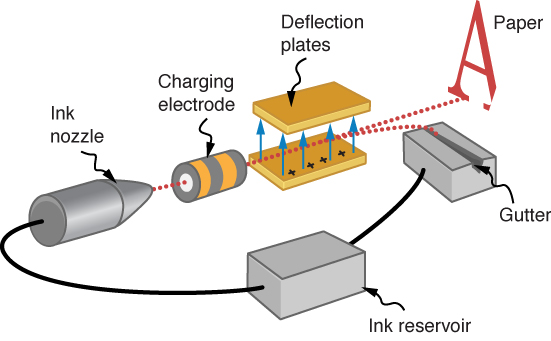 Deflection
plates
Paper
A
Charging
electrode
Ink
nozzle
+ + + +
Gutter
Ink reservoir